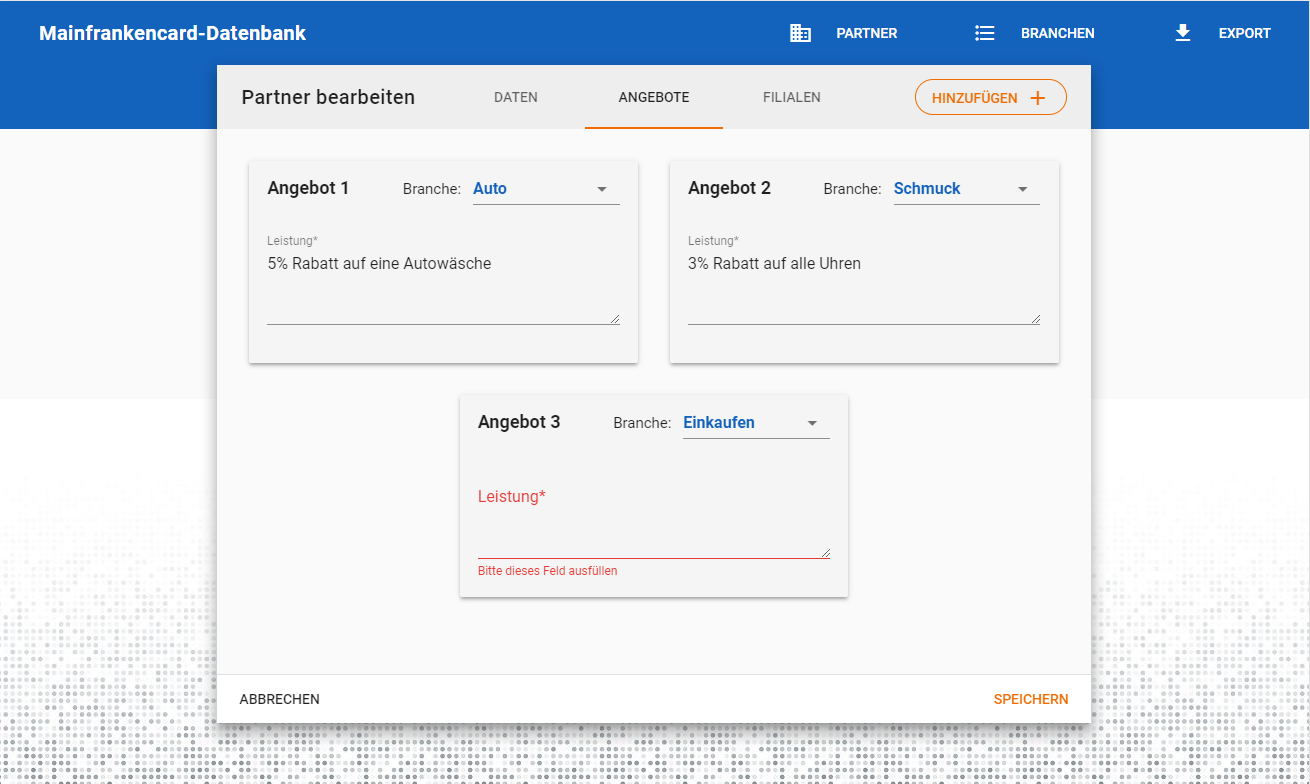 Mainfrankencard-Datenbank PARTNER BRANCHEN EXPORT
Partner bearbeiten DATEN ANGEBOTE FILIALEN HINZUFÜGEN +
Angebot 1 Branche: Auto
Leistung*
5% Rabatt auf eine Autowäsche
Angebot 2 Branche: Schmuck
Leistung*
3% Rabatt auf alle Uhren
Angebot 3 Branche: Einkaufen
Leistung*
Bitte dieses Feld ausfüllen
ABBRECHEN SPEICHERN